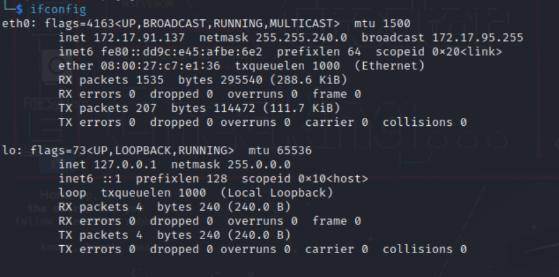 └─$ ifconfig
eth0: flags=4163<UP,BROADCAST,RUNNING,MULTICAST>  mtu 1500
        inet 172.17.91.137  netmask 255.255.240.0  broadcast 172.17.95.255
        inet6 fe80::dd9c:e45:afbe:6e2  prefixlen 64  scopeid 0×20<link>
        ether 08:00:27:c7:e1:36  txqueuelen 1000  (Ethernet)
        RX packets 1535  bytes 295540 (288.6 KiB)
        RX errors 0  dropped 0  overruns 0  frame 0
        TX packets 207  bytes 114472 (111.7 KiB)
        TX errors 0  dropped 0 overruns 0  carrier 0  collisions 0

lo: flags=73<UP,LOOPBACK,RUNNING>  mtu 65536
        inet 127.0.0.1  netmask 255.0.0.0
        inet6 ::1  prefixlen 128  scopeid 0×10<host>
        loop  txqueuelen 1000  (Local Loopback)
        RX packets 4  bytes 240 (240.0 B)
        RX errors 0  dropped 0  overruns 0  frame 0
        TX packets 4  bytes 240 (240.0 B)
        TX errors 0  dropped 0 overruns 0  carrier 0  collisions 0